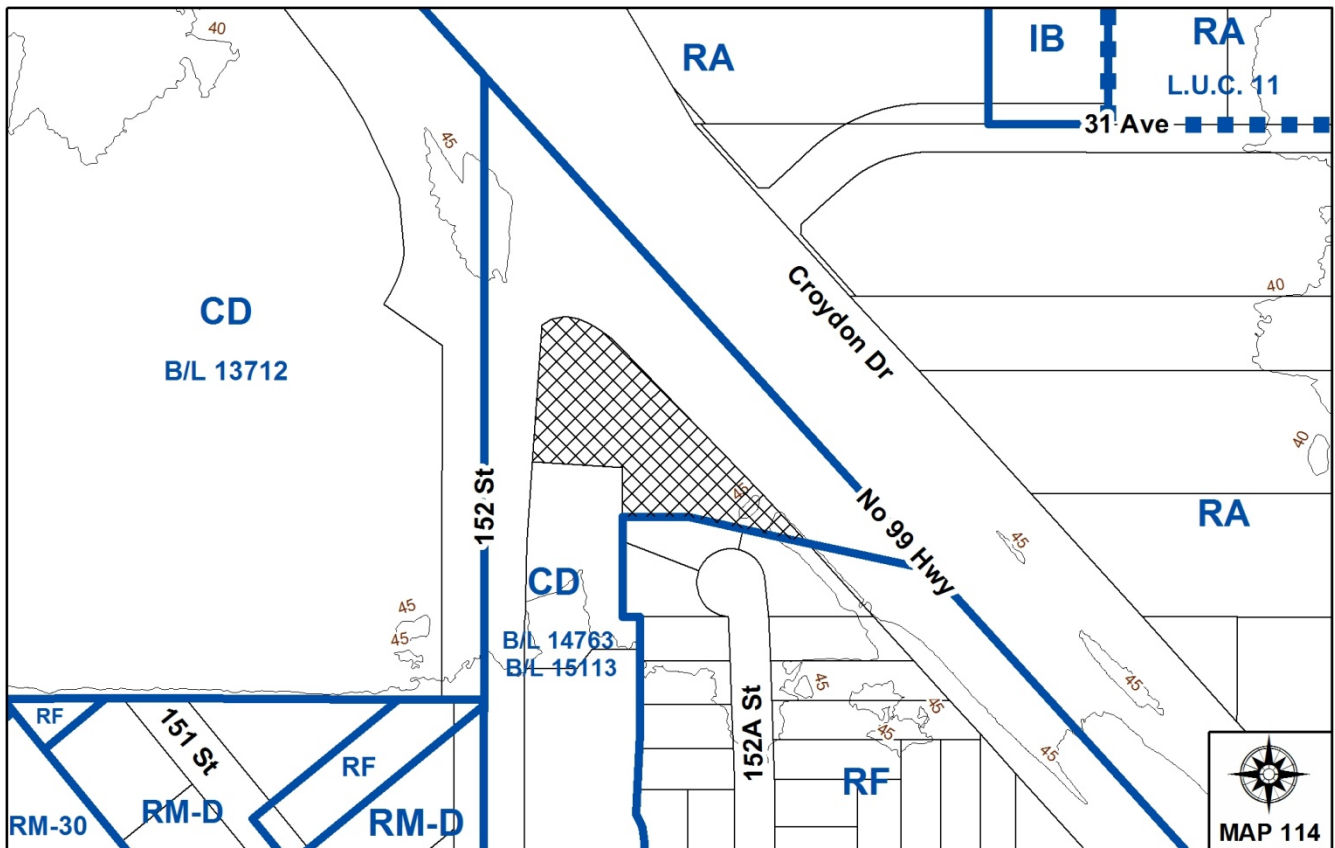 40
RA
IB
RA
L.U.C. 11
31 Ave
45
CD
B/L 13712
Croydon Dr
40
40
152 St
45
No 99 Hwy
RA
45
CD
B/L 14763
B/L 15113
45
45
152A St
45
45
45
45
45
RF
151 St
RF
RM-30
RM-D
RM-D
RF
MAP 114